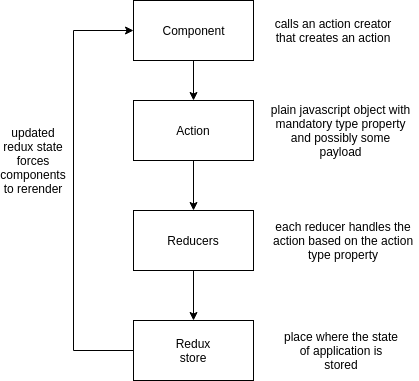 Component
calls an action creator
that creates an action
Action
plain javascript object with
mandatory type property
and possibly some
payload
updated
redux state
forces
components
to rerender
Reducers
each reducer handles the
action based on the action
type property
Redux
store
place where the state
of application is
stored